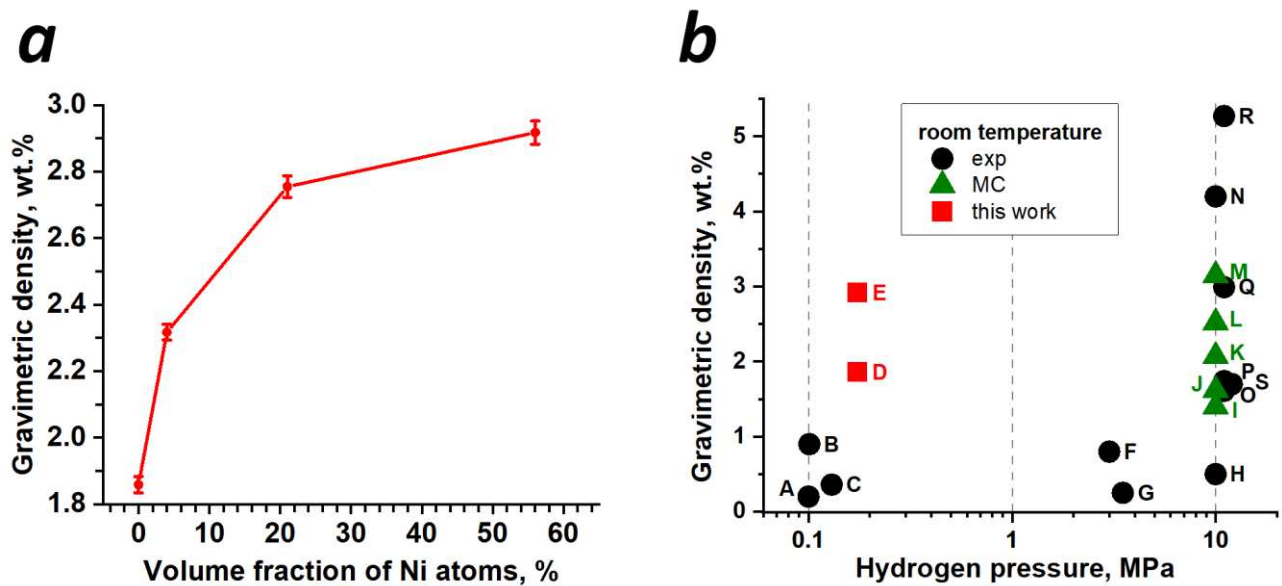 a
Gravimetric density, wt.%
3.0
2.8
2.6
2.4
2.2
2.0
1.8
0 10 20 30 40 50 60
Volume fraction of Ni atoms, %
b
Gravimetric density, wt.%
5
4
3
2
1
0
room temperature
exp
MC
this work
R
N
M
Q
E
L
K
D
P
S
J
O
I
B
F
H
A
C
G
0.1 1 10
Hydrogen pressure, MPa